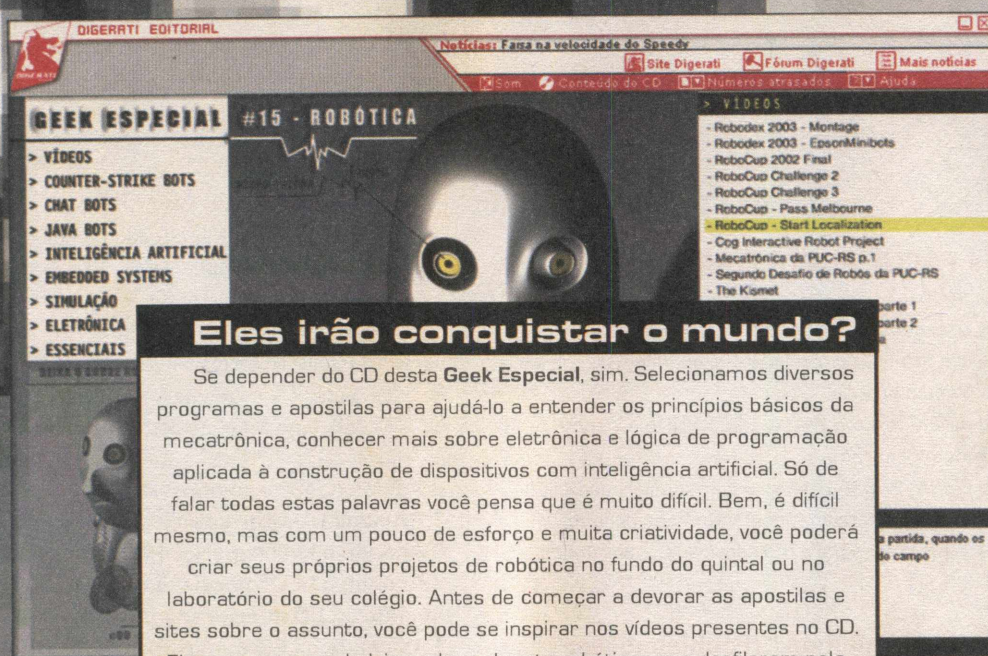 DIGERATI EDITORIAL
Notícias: Farsa na velocidade do Speedy
Site Digerati Fórum Digerati Mais notícias
Som Conteúdo do CD Números atrasados Ajuda
GEEK ESPECIAL #15 - ROBÓTICA
> VÍDEOS
> COUNTER-STRIKE BOTS
> CHAT BOTS
> JAVA BOTS
> INTELIGÊNCIA ARTIFICIAL
> EMBEDDED SYSTEMS
> SIMULAÇÃO
> ELETRÔNICA
> ESSENCIAIS
> VÍDEOS
- Robodex 2003 - Montage
- Robodex 2003 - EpsonMinibots
- RoboCup 2002 Final
- RoboCup Challenge 2
- RoboCup Challenge 3
- RoboCup - Pass Melbourne
- RoboCup - Start Localization
- Cog Interactive Robot Project
- Mecatrônica da PUC-RS p.1
- Segundo Desafio de Robôs da PUC-RS
- The Kismet
parte 1
parte 2
Eles irão conquistar o mundo?
Se depender do CD desta Geek Especial, sim. Selecionamos diversos
programas e apostilas para ajudá-lo a entender os princípios básicos da
mecatrônica, conhecer mais sobre eletrônica e lógica de programação
aplicada à construção de dispositivos com inteligência artificial. Só de
falar todas estas palavras você pensa que é muito difícil. Bem, é difícil
mesmo, mas com um pouco de esforço e muita criatividade, você poderá
criar seus próprios projetos de robótica no fundo do quintal ou no
laboratório do seu colégio. Antes de começar a devorar as apostilas e
sites sobre o assunto, você pode se inspirar nos vídeos presentes no CD.
a partida, quando os
do campo